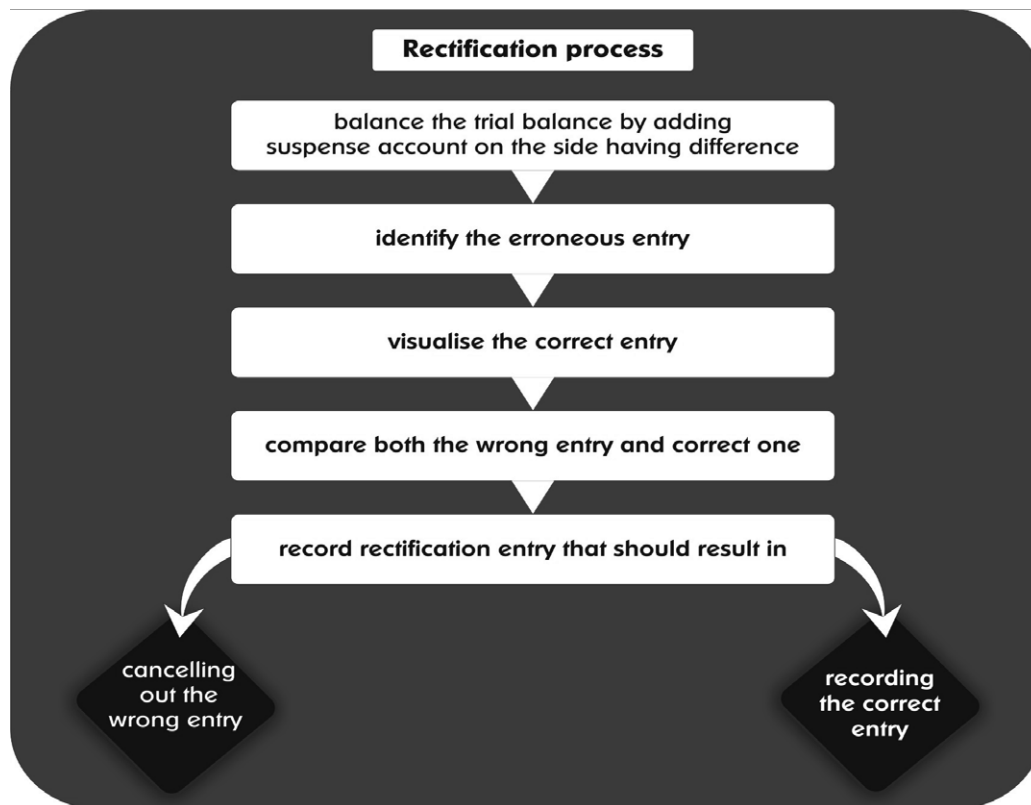 Rectification process
balance the trial balance by adding
suspense account on the side having difference
identify the erroneous entry
visualise the correct entry
compare both the wrong entry and correct one
record rectification entry that should result in
cancelling
out the
wrong entry
recording
the correct
entry